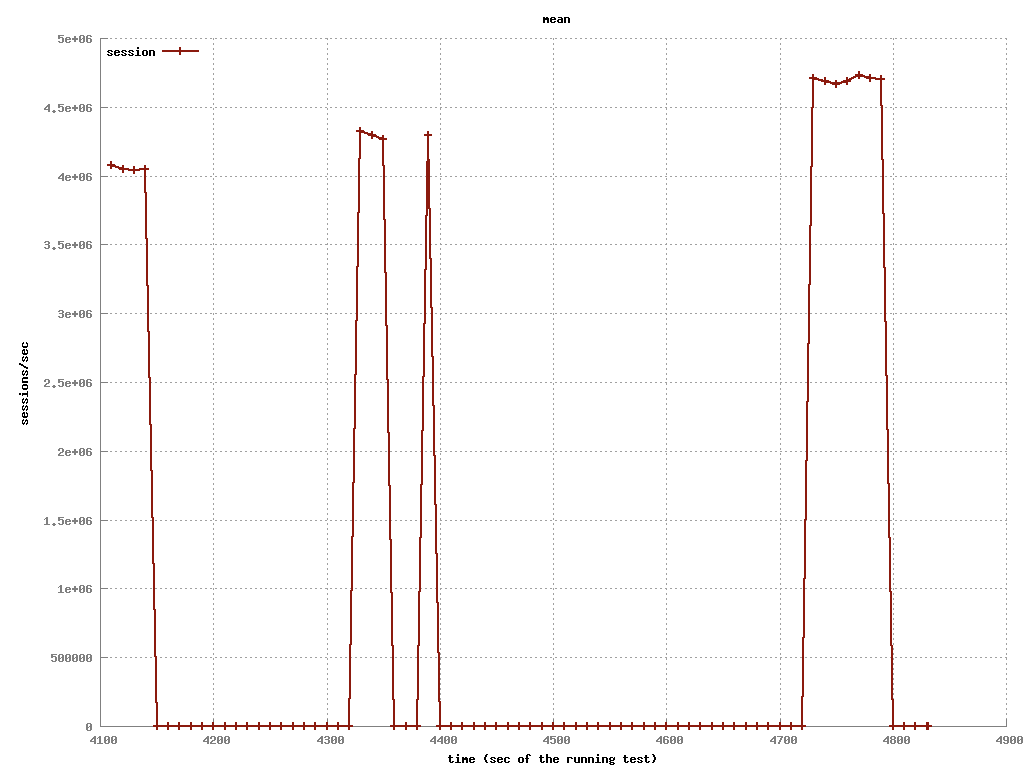 mean
5e+06
session
4.5e+06
4e+06
3.5e+06
3e+06
2.5e+06
2e+06
1.5e+06
1e+06
500000
0
4100 4200 4300 4400 4500 4600 4700 4800 4900
sessions/sec
time (sec of the running test)